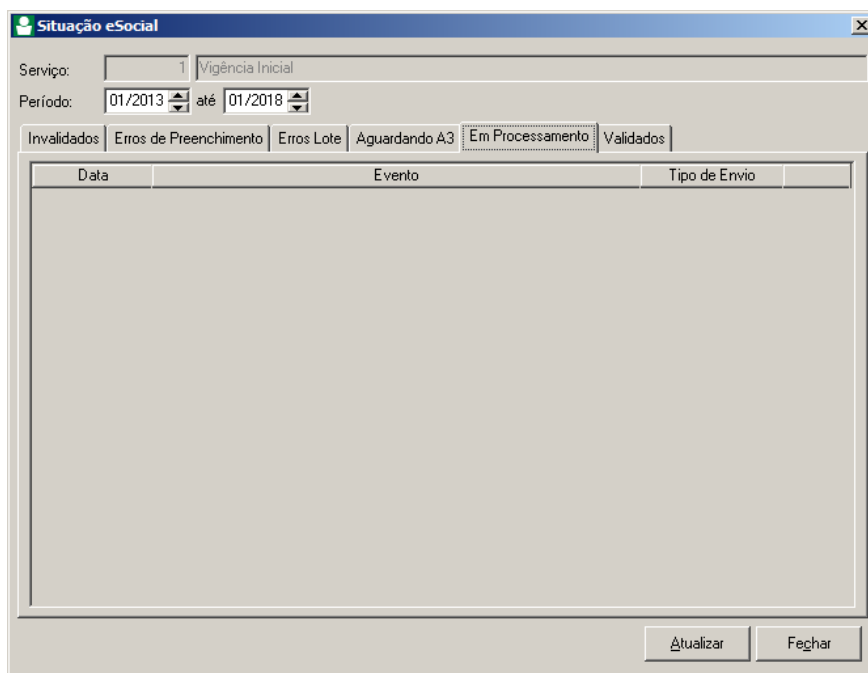 Situação eSocial
Serviço: 1 Vigência Inicial
Período: 01/2013 até 01/2018
Invalidados Erros de Preenchimento Erros Lote Aguardando A3 Em Processamento Validados
Data Evento Tipo de Envio
Atualizar Fechar